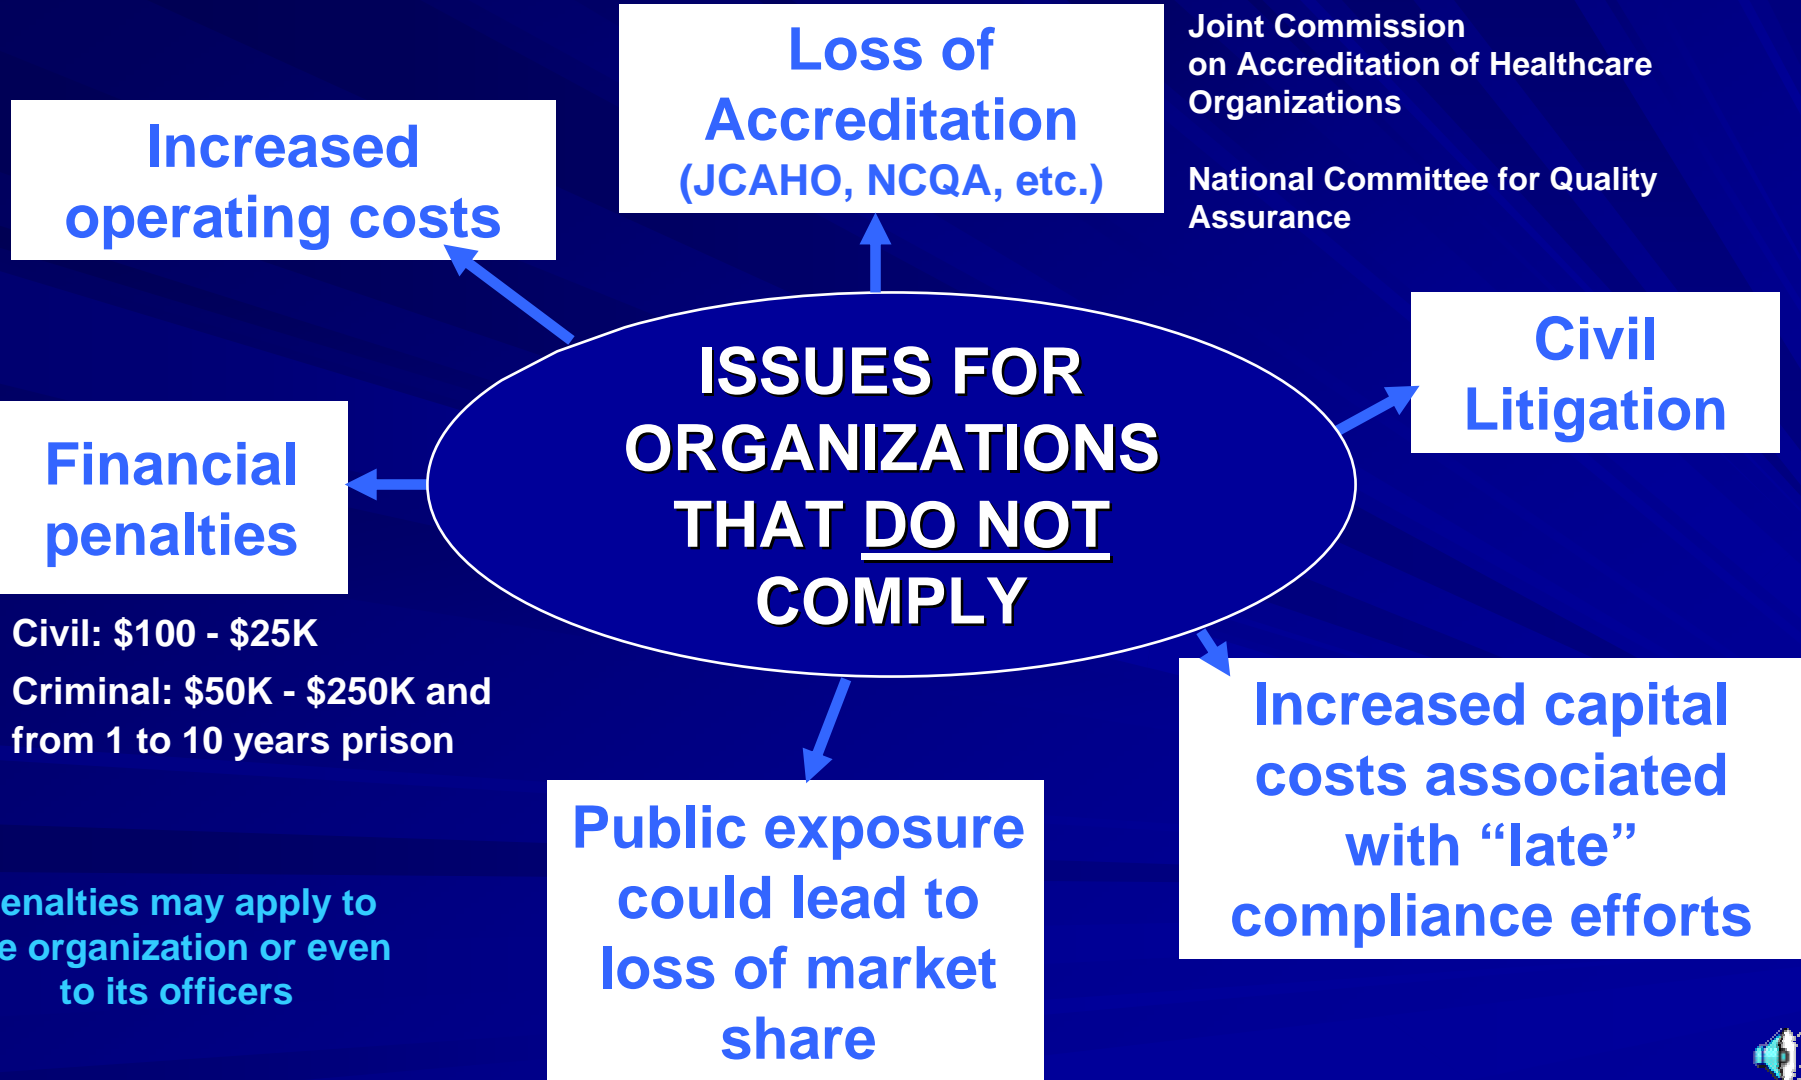 Loss of
Accreditation
(JCAHO, NCQA, etc.)
Joint Commission
on Accreditation of Healthcare
Organizations
National Committee for Quality
Assurance
Increased
operating costs
Civil
Litigation
ISSUES FOR
ORGANIZATIONS
THAT DO NOT
COMPLY
Financial
penalties
Civil: $100 - $25K
Criminal: $50K - $250K and
from 1 to 10 years prison
Increased capital
costs associated
with “late”
compliance efforts
Public exposure
could lead to
loss of market
share
enalties may apply to
e organization or even
to its officers